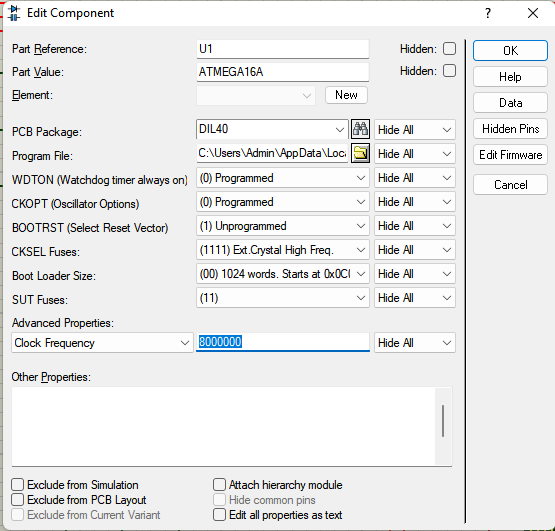 Edit Component ? ×
Part Reference: U1 Hidden: OK
Part Value: ATMEGA16A Hidden: Help
Element: New Data
PCB Package: DIL40 Hide All Hidden Pins
Program File: C:\Users\Admin\AppData\Loca Hide All Edit Firmware
WDTON (Watchdog timer always on) (0) Programmed Hide All Cancel
CKOPT (Oscillator Options) (0) Programmed Hide All
BOOTRST (Select Reset Vector) (1) Unprogrammed Hide All
CKSEL Fuses: (1111) Ext.Crystal High Freq. Hide All
Boot Loader Size: (00) 1024 words. Starts at 0x0C Hide All
SUT Fuses: (11) Hide All
Advanced Properties:
Clock Frequency 8000000 Hide All
Other Properties:
Exclude from Simulation Attach hierarchy module
Exclude from PCB Layout Hide common pins
Exclude from Current Variant Edit all properties as text